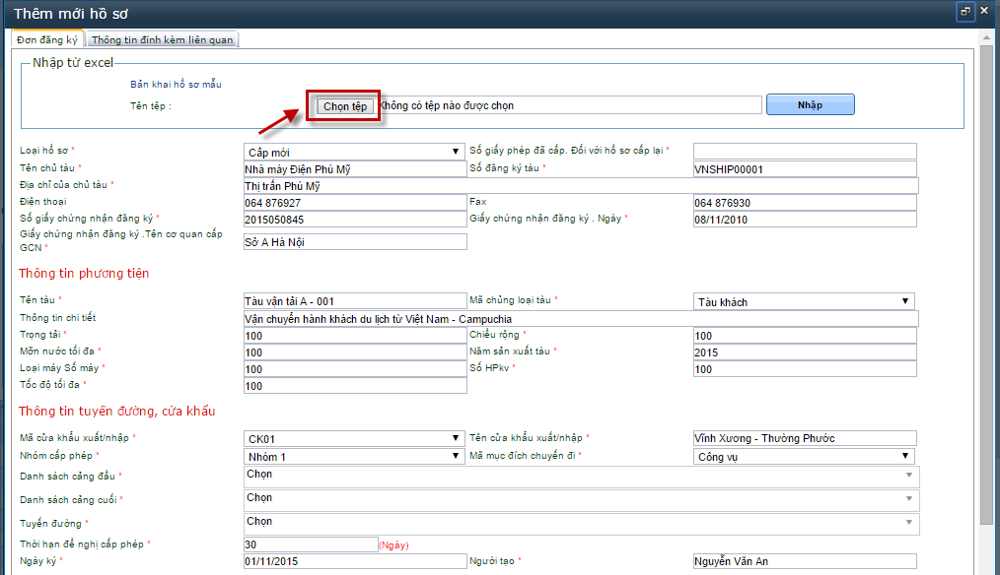 Thêm mới hồ sơ
Đơn đăng ký Thông tin đính kèm liên quan
Nhập từ excel
Bản khai hồ sơ mẫu
Tên tệp : Chọn tệp Không có tệp nào được chọn Nhập
Loại hồ sơ * Cấp mới Số giấy phép đã cấp. Đối với hồ sơ cấp lại *
Tên chủ tàu * Nhà máy Điện Phú Mỹ Số đăng ký tàu * VNSHIP00001
Địa chỉ của chủ tàu * Thị trấn Phú Mỹ
Điện thoại 064 876927 Fax 064 876930
Số giấy chứng nhận đăng ký * 2015050845 Giấy chứng nhận đăng ký . Ngày * 08/11/2010
Giấy chứng nhận đăng ký .Tên cơ quan cấp
GCN * Sở A Hà Nội
Thông tin phương tiện
Tên tàu * Tàu vận tải A - 001 Mã chủng loại tàu * Tàu khách
Thông tin chi tiết Vận chuyển hành khách du lịch từ Việt Nam - Campuchia
Trọng tải * 100 Chiều rộng * 100
Mỡn nước tối đa * 100 Năm sản xuất tàu * 2015
Loại máy Số máy * 100 Số HPkv * 100
Tốc độ tối đa * 100
Thông tin tuyến đường, cửa khẩu
Mã cửa khẩu xuất/nhập * CK01 Tên cửa khẩu xuất/nhập * Vĩnh Xương - Thường Phước
Nhóm cấp phép * Nhóm 1 Mã mục đích chuyến đi * Công vụ
Danh sách cảng đầu * Chọn
Danh sách cảng cuối * Chọn
Tuyến đường * Chọn
Thời hạn đề nghị cấp phép * 30 (Ngày)
Ngày ký * 01/11/2015 Người tạo * Nguyễn Văn An